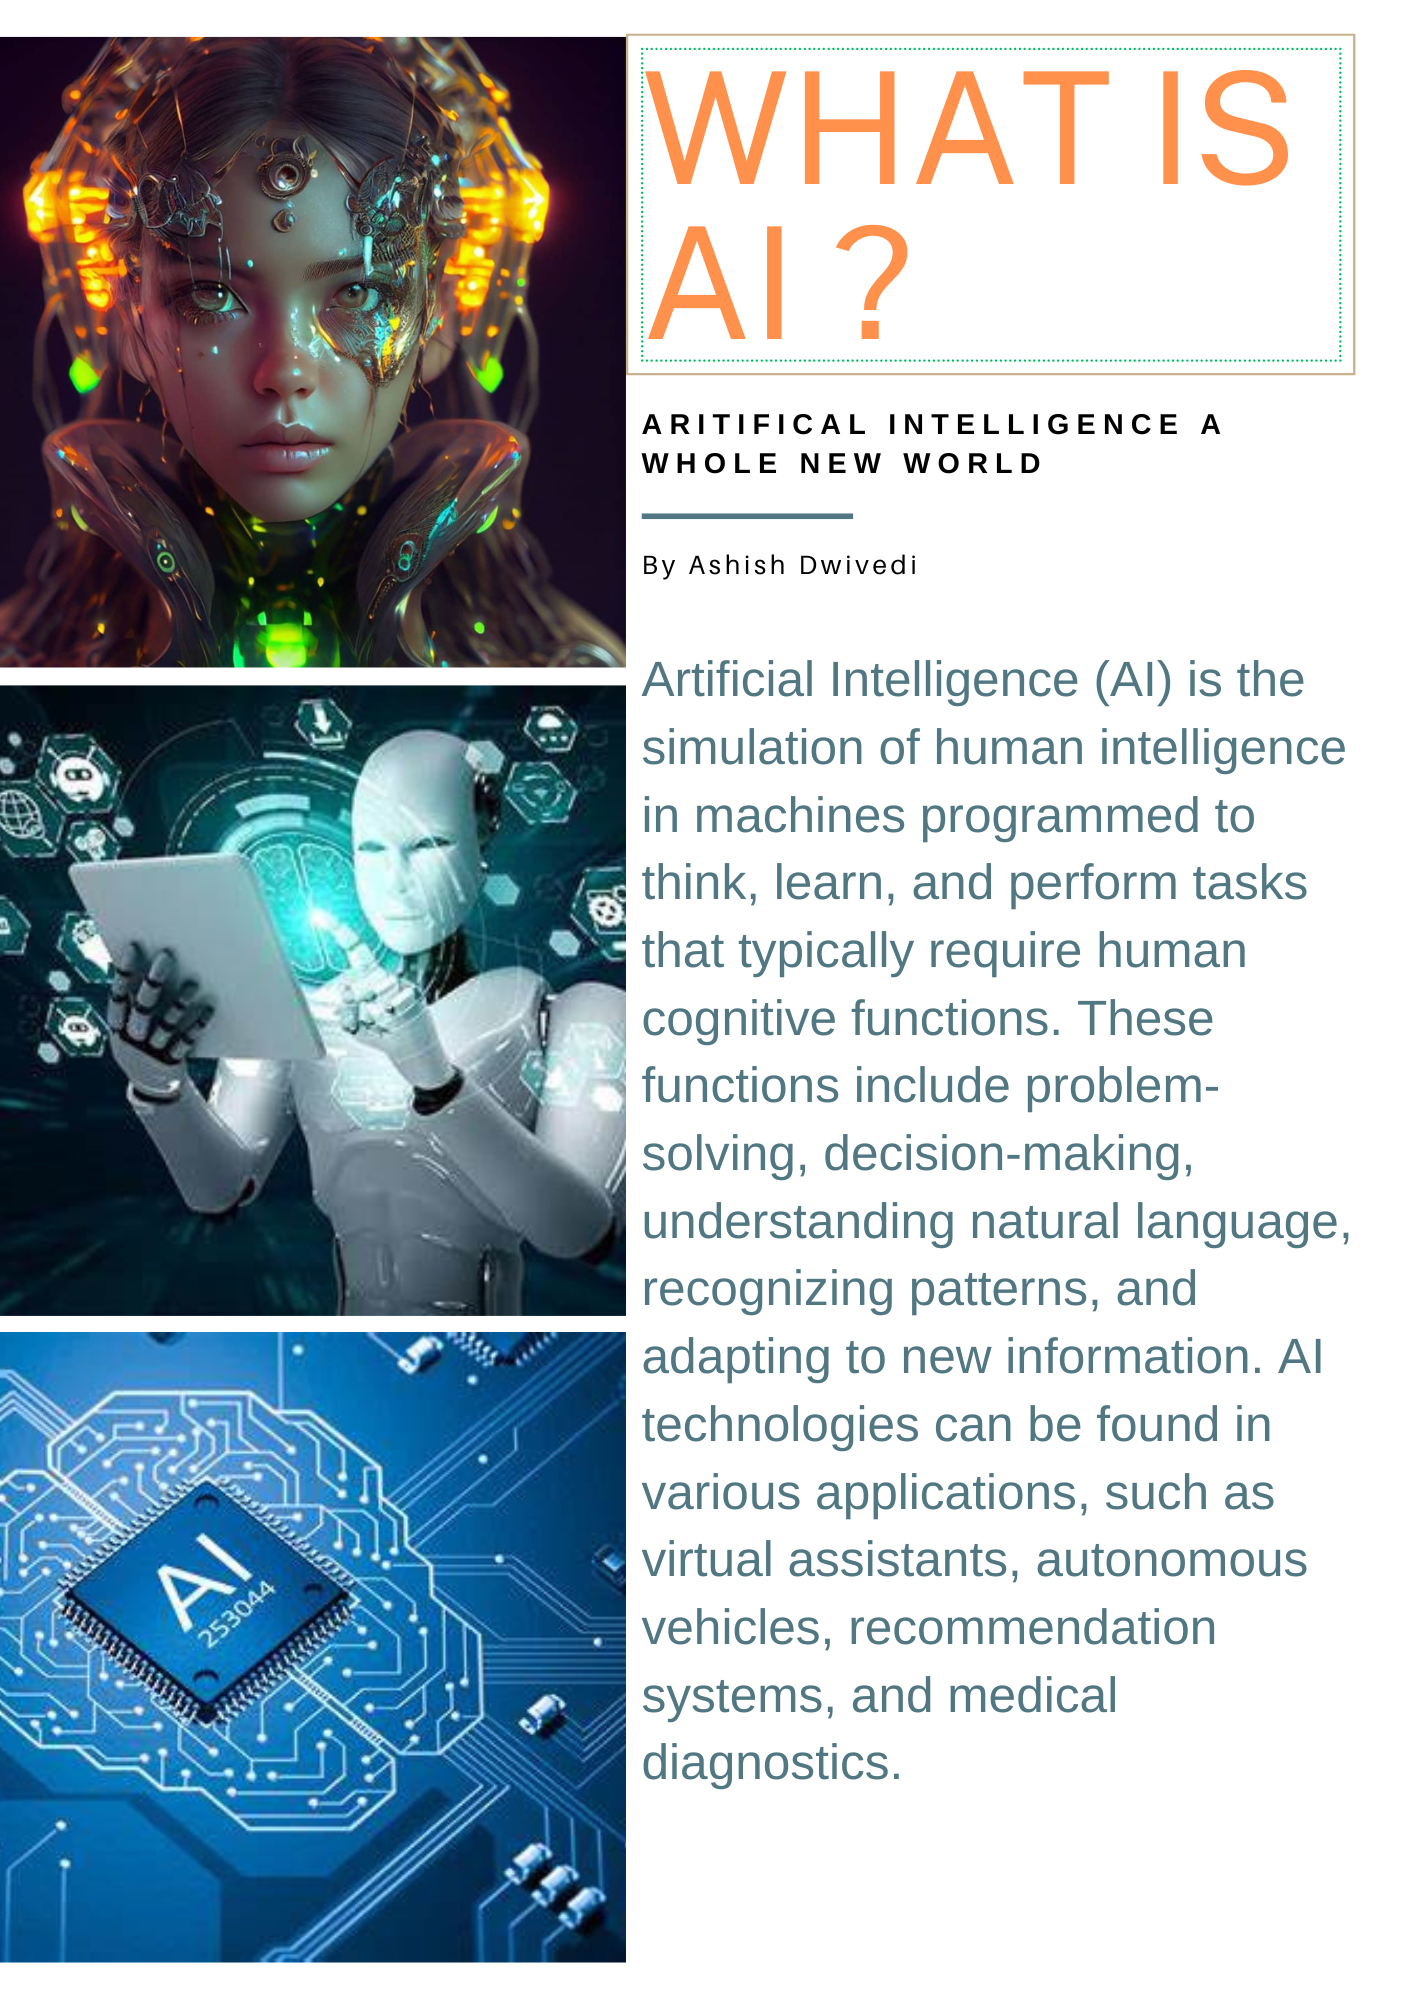 WHAT IS
AI ?
ARITIFICAL INTELLIGENCE A
WHOLE NEW WORLD
By Ashish Dwivedi
Artificial Intelligence (AI) is the
simulation of human intelligence
in machines programmed to
think, learn, and perform tasks
that typically require human
cognitive functions. These
functions include problem-
solving, decision-making,
understanding natural language,
recognizing patterns, and
adapting to new information. AI
technologies can be found in
various applications, such as
virtual assistants, autonomous
vehicles, recommendation
systems, and medical
diagnostics.
AI
253044